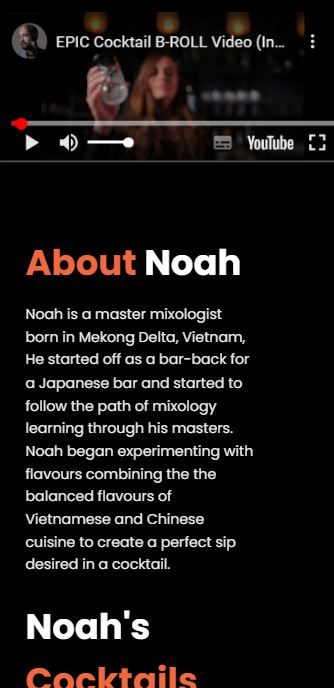 EPIC Cocktail B-ROLL Video (In...
YouTube
About Noah
Noah is a master mixologist
born in Mekong Delta, Vietnam,
He started off as a bar-back for
a Japanese bar and started to
follow the path of mixology
learning through his masters.
Noah began experimenting with
flavours combining the the
balanced flavours of
Vietnamese and Chinese
cuisine to create a perfect sip
desired in a cocktail.
Noah's
Cocktails